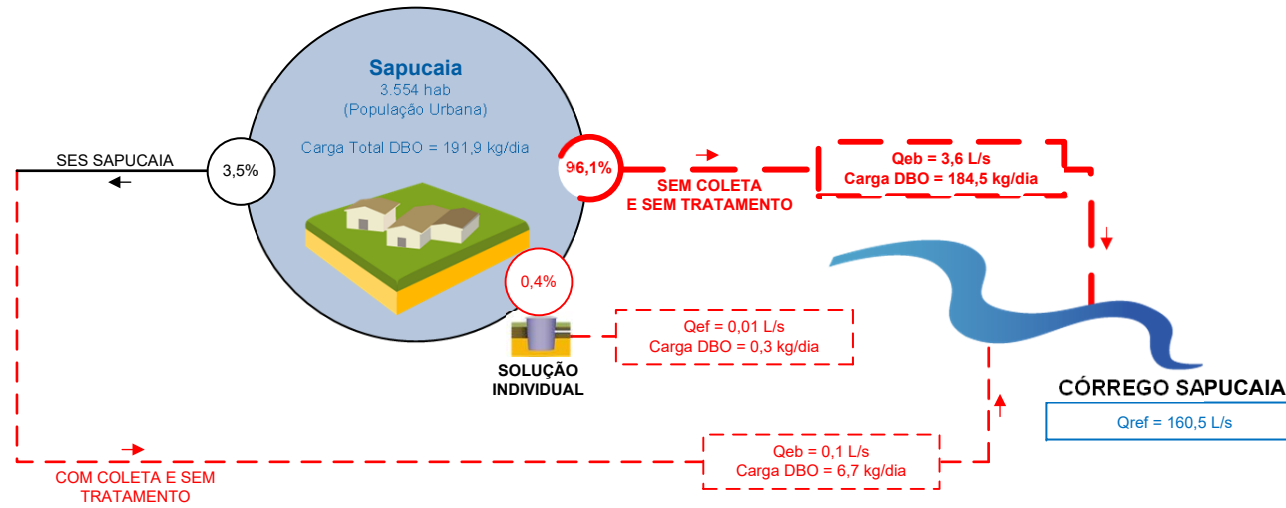 Sapucaia
3.554 hab
(População Urbana)
Carga Total DBO = 191,9 kg/dia
SES SAPUCAIA
3,5%
96,1%
SEM COLETA
E SEM TRATAMENTO
Qeb = 3,6 L/s
Carga DBO = 184,5 kg/dia
0,4%
SOLUÇÃO
INDIVIDUAL
Qef = 0,01 L/s
Carga DBO = 0,3 kg/dia
CÓRREGO SAPUCAIA
Qref = 160,5 L/s
Qeb = 0,1 L/s
Carga DBO = 6,7 kg/dia
COM COLETA E SEM
TRATAMENTO